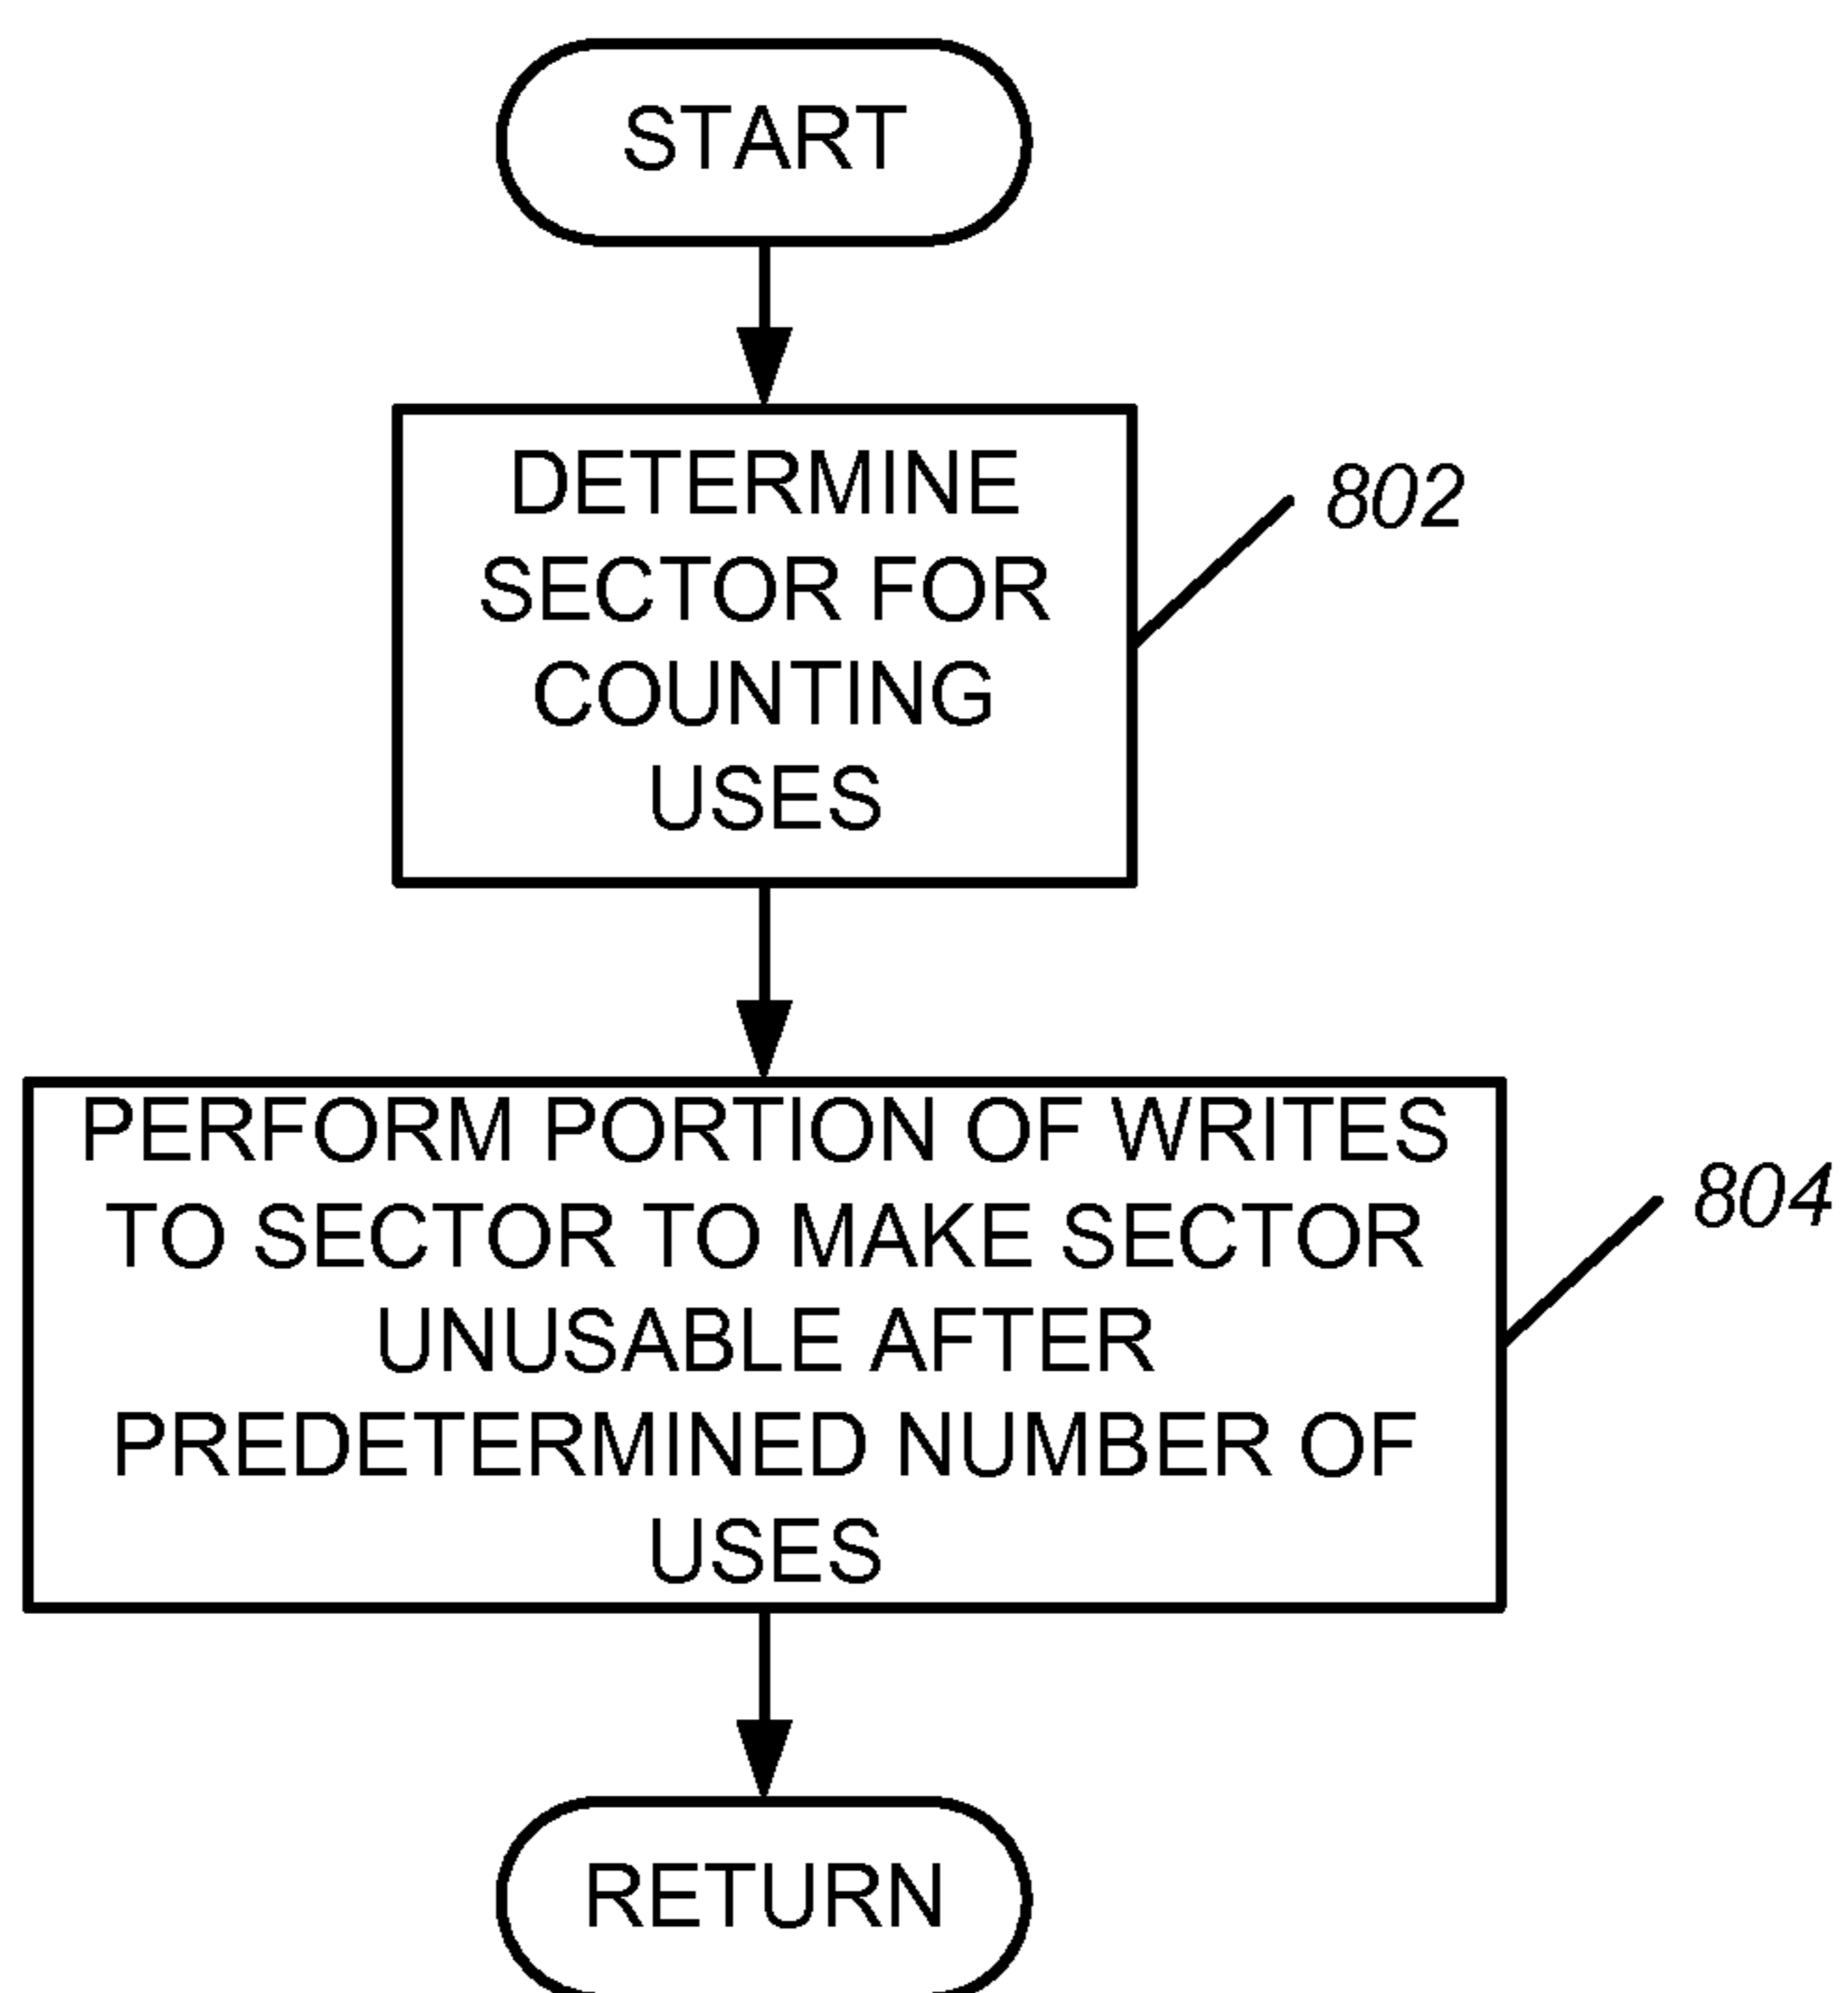 START
DETERMINE
SECTOR FOR
COUNTING
USES
802
PERFORM PORTION OF WRITES
TO SECTOR TO MAKE SECTOR
UNUSABLE AFTER
PREDETERMINED NUMBER OF
USES
804
RETURN